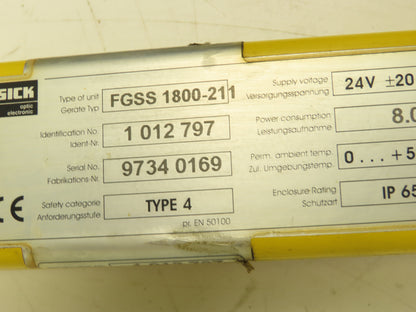 SICK
optic
electronic
Type of unit
Geräte Typ
FGSS 1800-211
Identification No.
Ident-Nr.
1 012 797
Serial No.
Fabrikations-Nr.
9734 0169
Safety categorie
Anforderungsstufe
TYPE 4
pr. EN 50100
CE
Supply voltage
Versorgungsspannung
24V ±20
Power consumption
Leistungsaufnahme
8.0
Perm. ambient temp.
Zul. Umgebungstemp.
0...+5
Enclosure Rating
Schutzart
IP 65